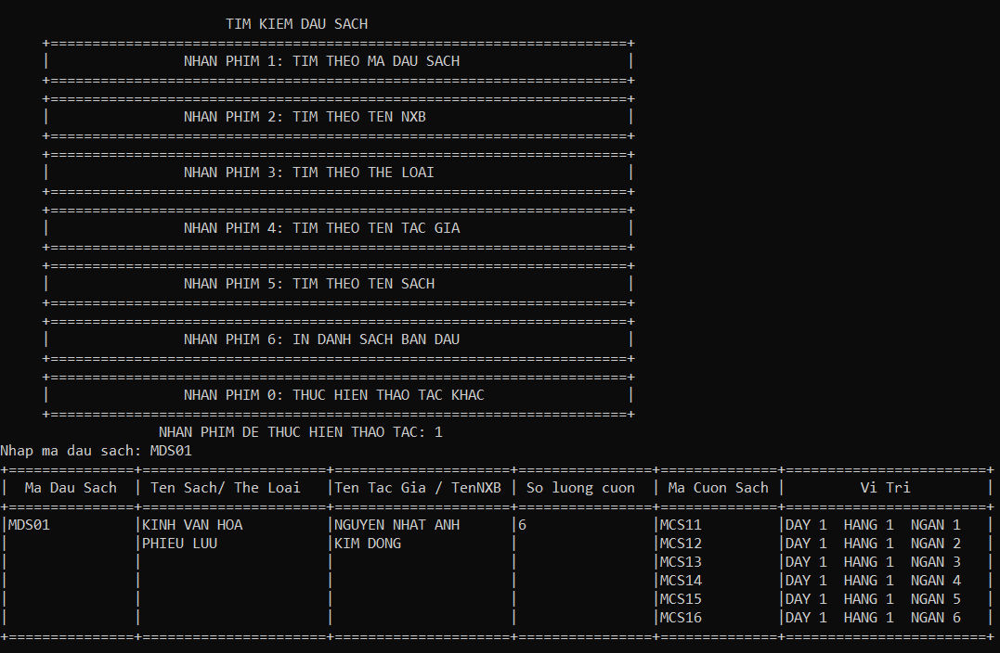 TIM KIEM DAU SACH
NHAN PHIM 1: TIM THEO MA DAU SACH
NHAN PHIM 2: TIM THEO TEN NXB
NHAN PHIM 3: TIM THEO THE LOAI
NHAN PHIM 4: TIM THEO TEN TAC GIA
NHAN PHIM 5: TIM THEO TEN SACH
NHAN PHIM 6: IN DANH SACH BAN DAU
NHAN PHIM 0: THUC HIEN THAO TAC KHAC
NHAN PHIM DE THUC HIEN THAO TAC: 1
Nhap ma dau sach: MDS01
| Ma Dau Sach | Ten Sach/ The Loai |Ten Tac Gia / TenNXB | So luong cuon | Ma Cuon Sach | Vi Tri |
|MDS01 |KINH VAN HOA |NGUYEN NHAT ANH |6 |MCS11 |DAY 1 HANG 1 NGAN 1 |
| |PHIEU LUU |KIM DONG | |MCS12 |DAY 1 HANG 1 NGAN 2 |
| | | | |MCS13 |DAY 1 HANG 1 NGAN 3 |
| | | | |MCS14 |DAY 1 HANG 1 NGAN 4 |
| | | | |MCS15 |DAY 1 HANG 1 NGAN 5 |
| | | | |MCS16 |DAY 1 HANG 1 NGAN 6 |